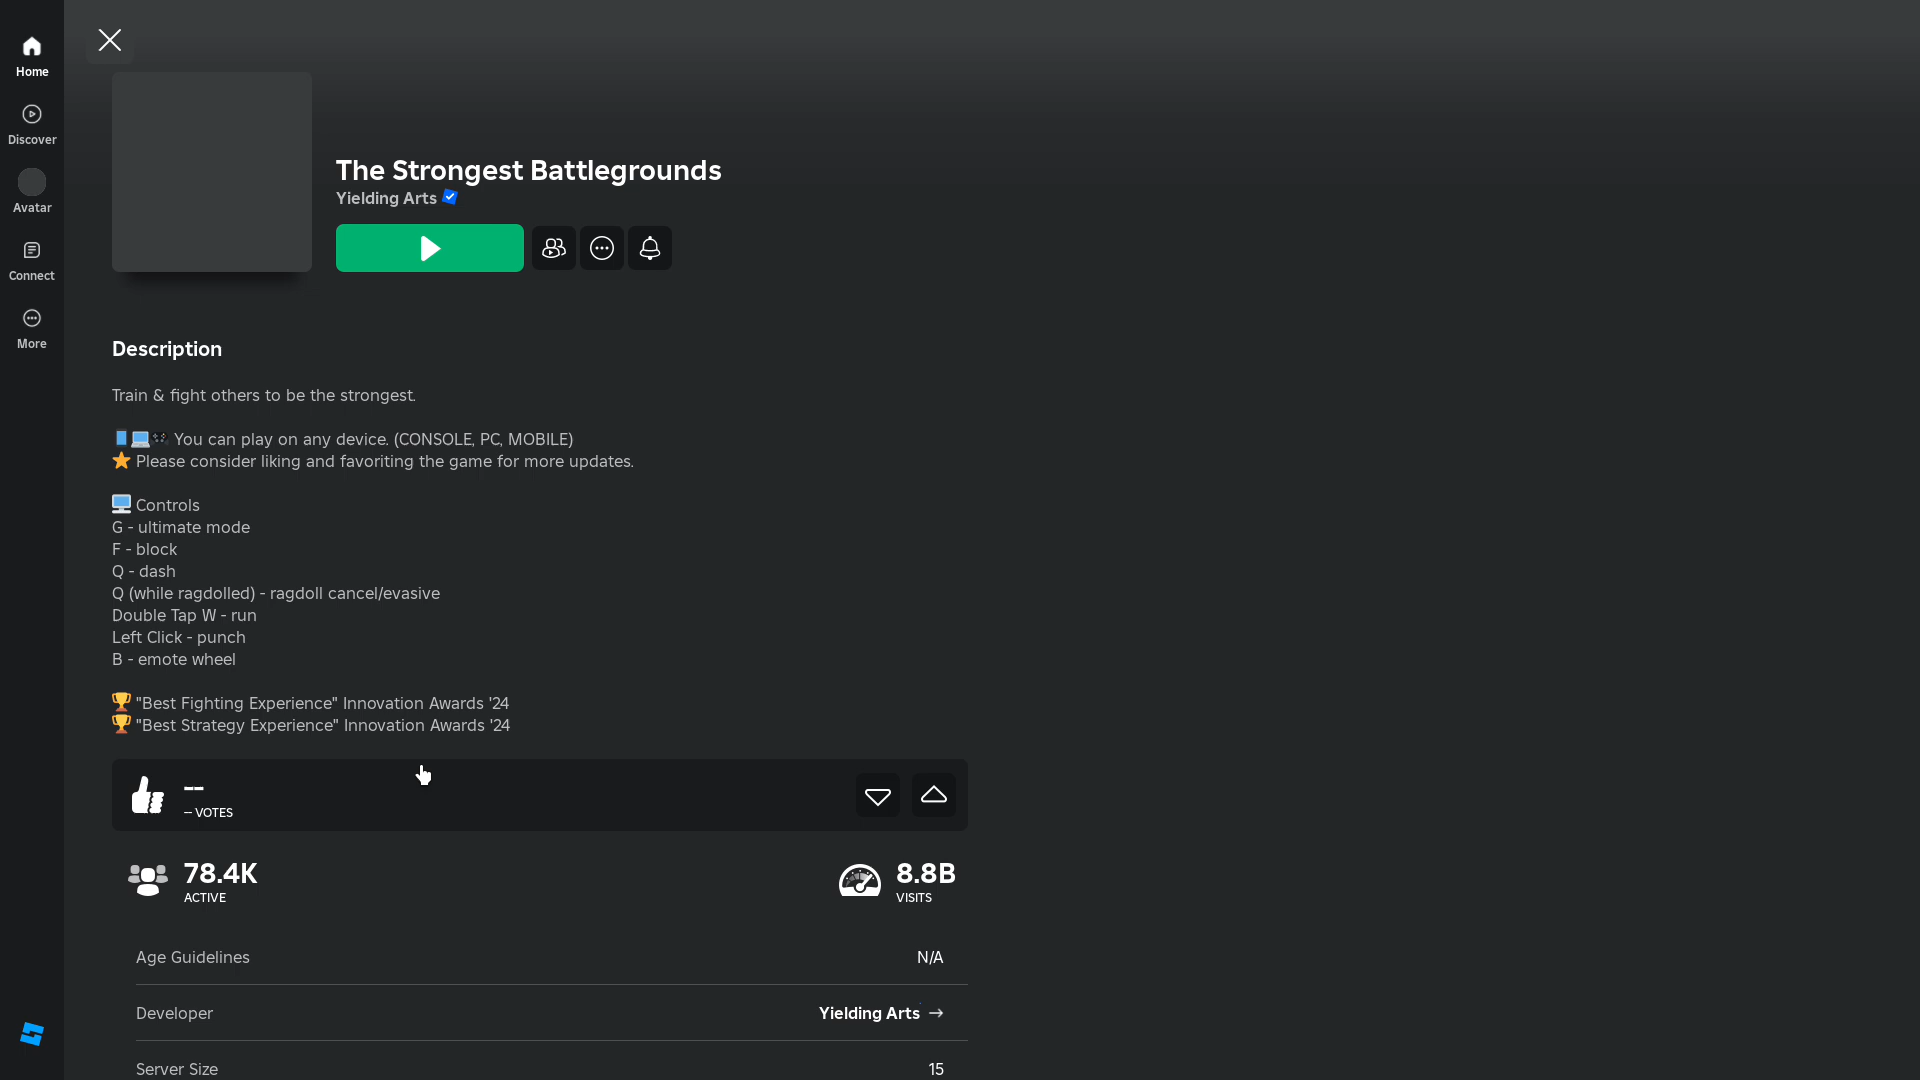 Home
Discover
Avatar
Connect
More
The Strongest Battlegrounds
Yielding Arts
Description
Train & fight others to be the strongest.
You can play on any device. (CONSOLE, PC, MOBILE)
Please consider liking and favoriting the game for more updates.
Controls
G - ultimate mode
F - block
Q - dash
Q (while ragdolled) - ragdoll cancel/evasive
Double Tap W - run
Left Click - punch
B - emote wheel
"Best Fighting Experience" Innovation Awards '24
"Best Strategy Experience" Innovation Awards '24
--
-- VOTES
78.4K
ACTIVE
8.8B
VISITS
Age Guidelines N/A
Developer Yielding Arts →
Server Size 15